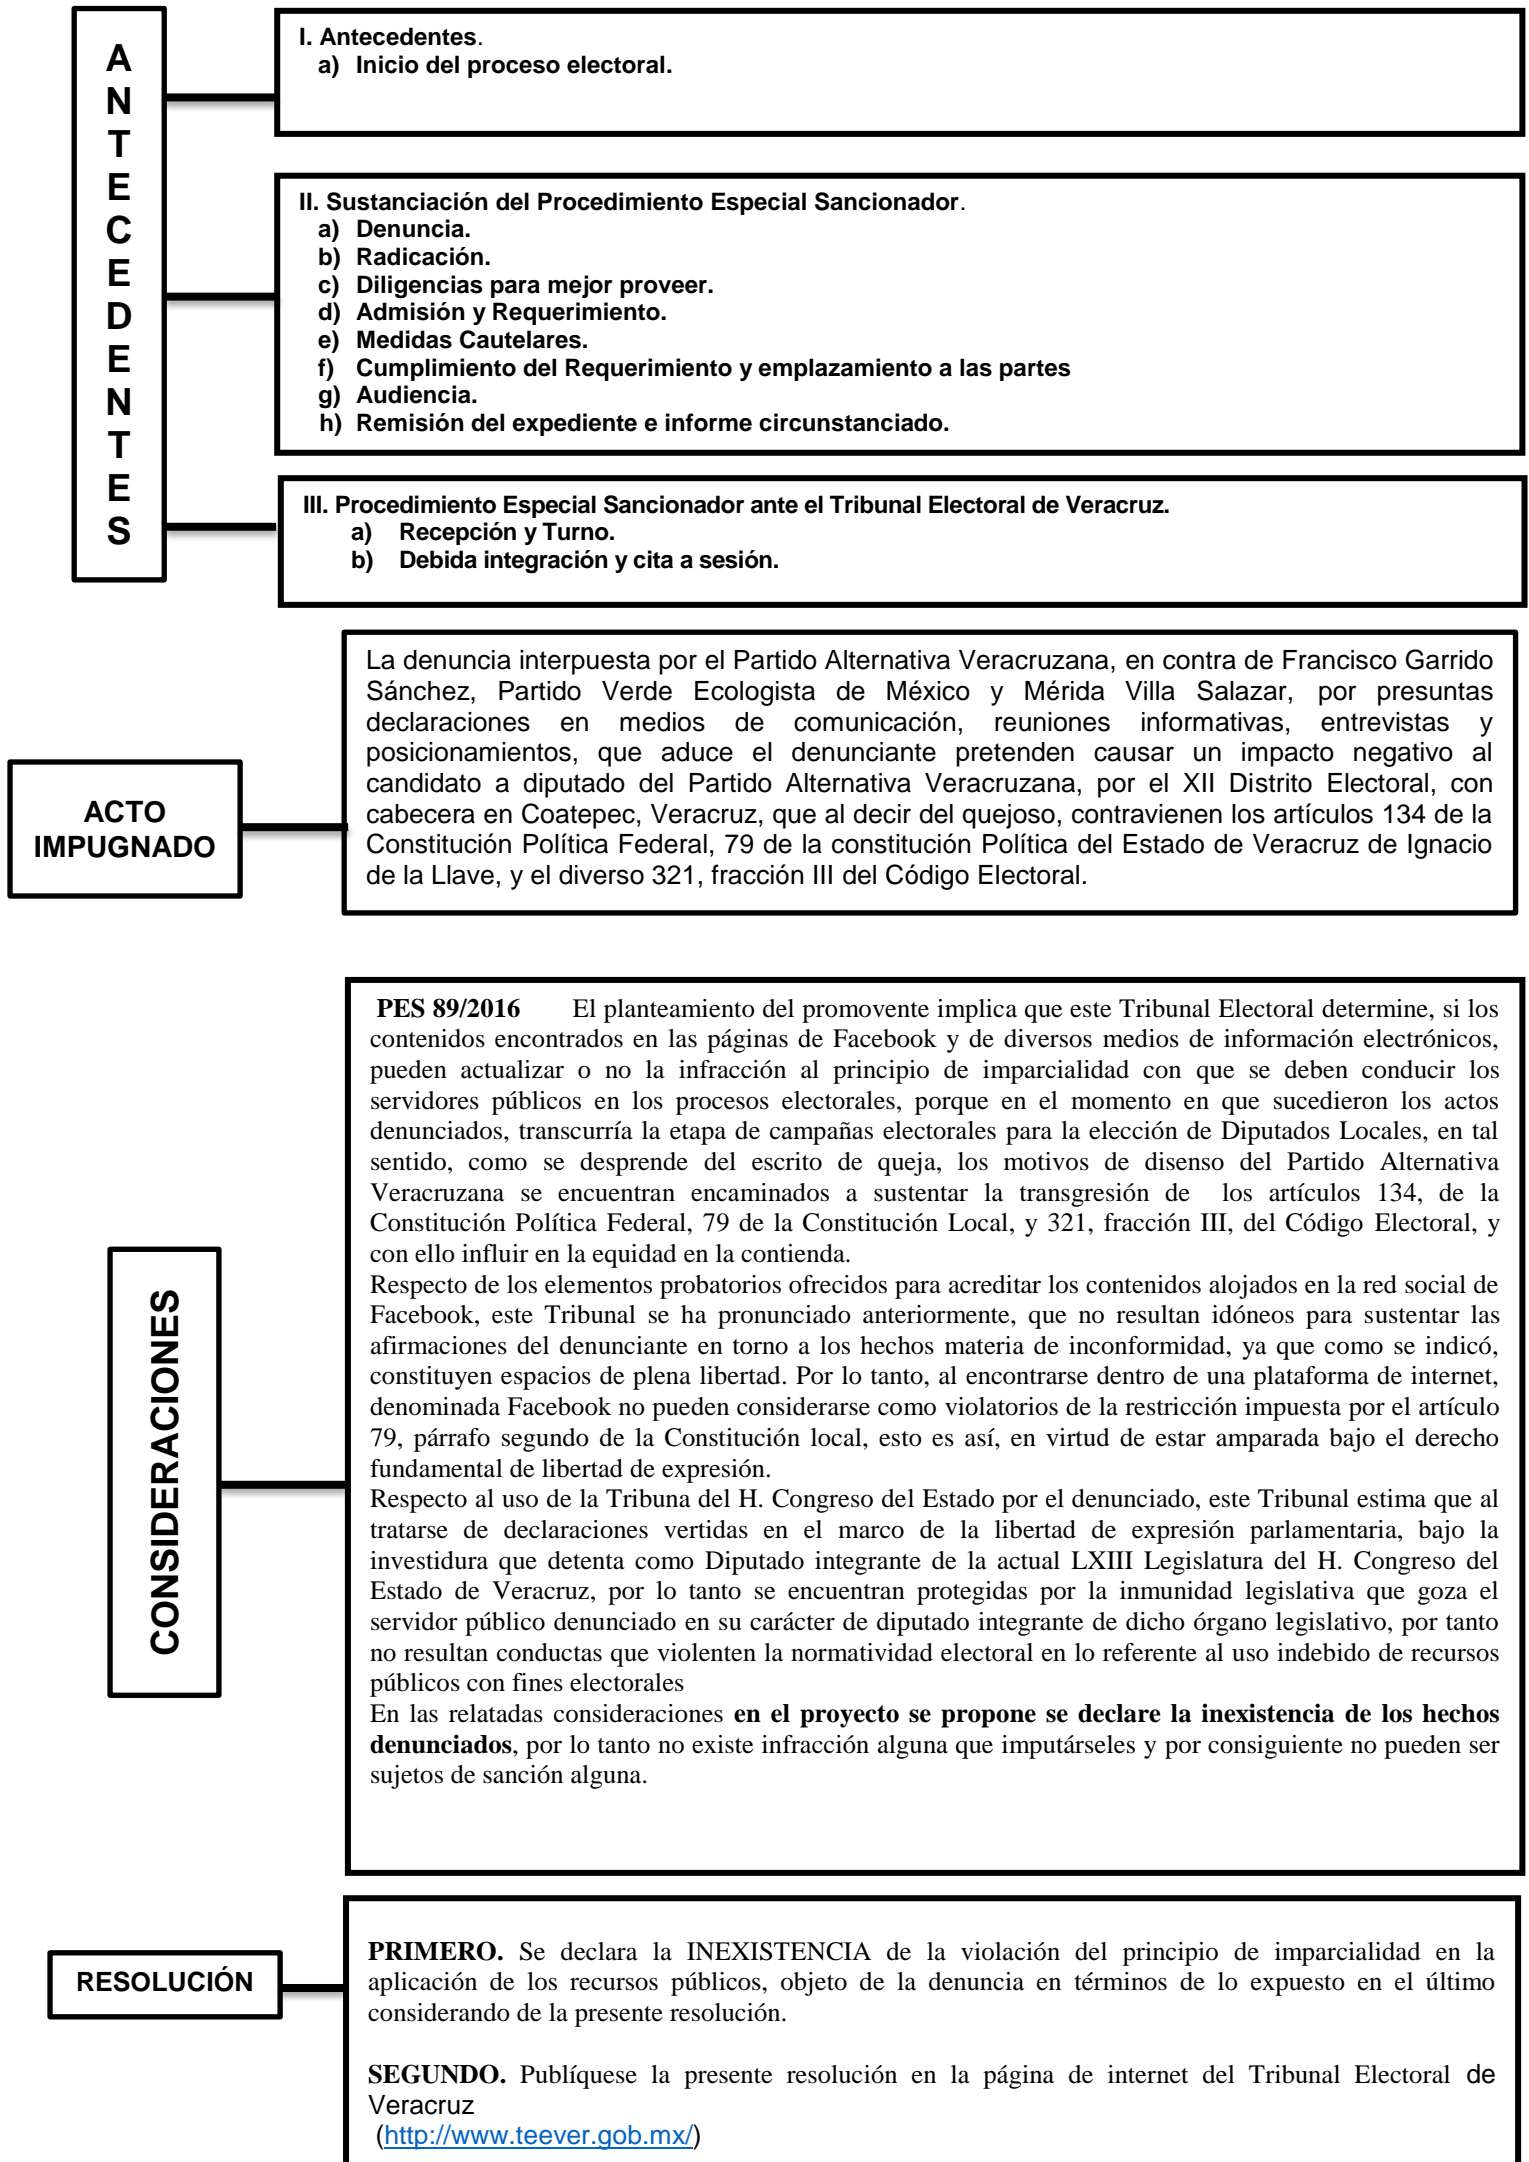 ANTECEDENTES
I. Antecedentes.
a) Inicio del proceso electoral.
II. Sustanciación del Procedimiento Especial Sancionador.
a) Denuncia.
b) Radicación.
c) Diligencias para mejor proveer.
d) Admisión y Requerimiento.
e) Medidas Cautelares.
f) Cumplimiento del Requerimiento y emplazamiento a las partes
g) Audiencia.
h) Remisión del expediente e informe circunstanciado.
III. Procedimiento Especial Sancionador ante el Tribunal Electoral de Veracruz.
a) Recepción y Turno.
b) Debida integración y cita a sesión.
ACTO
IMPUGNADO
La denuncia interpuesta por el Partido Alternativa Veracruzana, en contra de Francisco Garrido
Sánchez, Partido Verde Ecologista de México y Mérida Villa Salazar, por presuntas
declaraciones en medios de comunicación, reuniones informativas, entrevistas y
posicionamientos, que aduce el denunciante pretenden causar un impacto negativo al
candidato a diputado del Partido Alternativa Veracruzana, por el XII Distrito Electoral, con
cabecera en Coatepec, Veracruz, que al decir del quejoso, contravienen los artículos 134 de la
Constitución Política Federal, 79 de la constitución Política del Estado de Veracruz de Ignacio
de la Llave, y el diverso 321, fracción III del Código Electoral.
CONSIDERACIONES
PES 89/2016 El planteamiento del promovente implica que este Tribunal Electoral determine, si los
contenidos encontrados en las páginas de Facebook y de diversos medios de información electrónicos,
pueden actualizar o no la infracción al principio de imparcialidad con que se deben conducir los
servidores públicos en los procesos electorales, porque en el momento en que sucedieron los actos
denunciados, transcurría la etapa de campañas electorales para la elección de Diputados Locales, en tal
sentido, como se desprende del escrito de queja, los motivos de disenso del Partido Alternativa
Veracruzana se encuentran encaminados a sustentar la transgresión de los artículos 134, de la
Constitución Política Federal, 79 de la Constitución Local, y 321, fracción III, del Código Electoral, y
con ello influir en la equidad en la contienda.
Respecto de los elementos probatorios ofrecidos para acreditar los contenidos alojados en la red social de
Facebook, este Tribunal se ha pronunciado anteriormente, que no resultan idóneos para sustentar las
afirmaciones del denunciante en torno a los hechos materia de inconformidad, ya que como se indicó,
constituyen espacios de plena libertad. Por lo tanto, al encontrarse dentro de una plataforma de internet,
denominada Facebook no pueden considerarse como violatorios de la restricción impuesta por el artículo
79, párrafo segundo de la Constitución local, esto es así, en virtud de estar amparada bajo el derecho
fundamental de libertad de expresión.
Respecto al uso de la Tribuna del H. Congreso del Estado por el denunciado, este Tribunal estima que al
tratarse de declaraciones vertidas en el marco de la libertad de expresión parlamentaria, bajo la
investidura que detenta como Diputado integrante de la actual LXIII Legislatura del H. Congreso del
Estado de Veracruz, por lo tanto se encuentran protegidas por la inmunidad legislativa que goza el
servidor público denunciado en su carácter de diputado integrante de dicho órgano legislativo, por tanto
no resultan conductas que violenten la normatividad electoral en lo referente al uso indebido de recursos
públicos con fines electorales
En las relatadas consideraciones en el proyecto se propone se declare la inexistencia de los hechos
denunciados, por lo tanto no existe infracción alguna que imputárseles y por consiguiente no pueden ser
sujetos de sanción alguna.
RESOLUCIÓN
PRIMERO. Se declara la INEXISTENCIA de la violación del principio de imparcialidad en la
aplicación de los recursos públicos, objeto de la denuncia en términos de lo expuesto en el último
considerando de la presente resolución.
SEGUNDO. Publíquese la presente resolución en la página de internet del Tribunal Electoral de
Veracruz
(http://www.teever.gob.mx/)